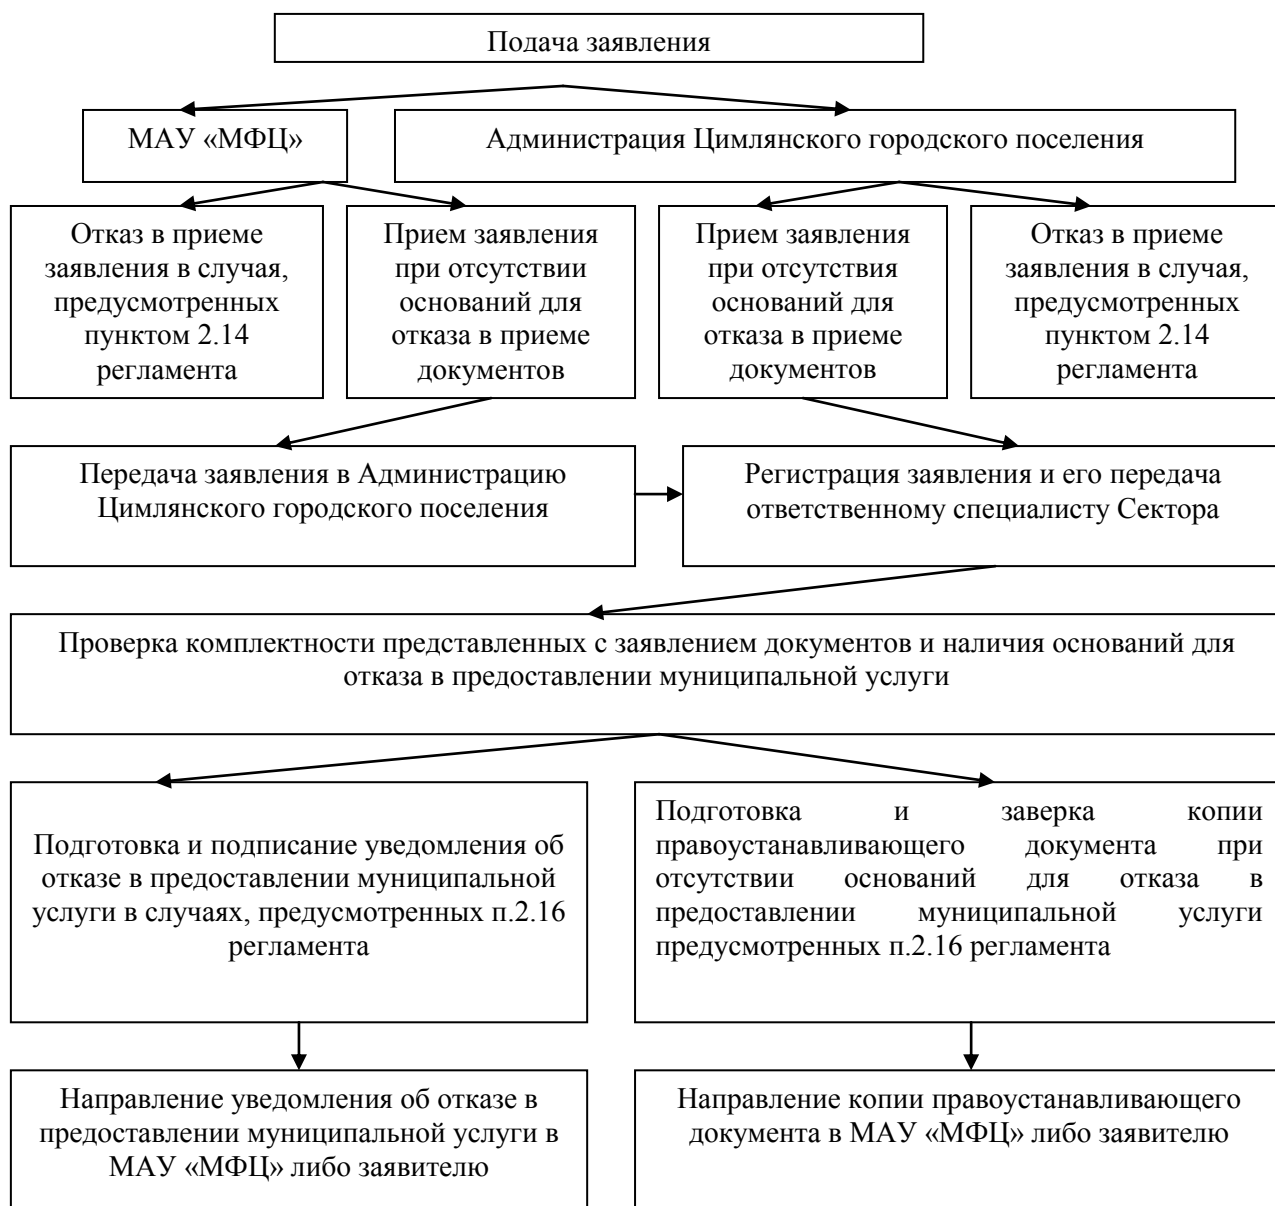 Подача заявления
МАУ «МФЦ»
Администрация Цимлянского городского поселения
Отказ в приеме
заявления в случая,
предусмотренных
пунктом 2.14
регламента
Прием заявления
при отсутствии
оснований для
отказа в приеме
документов
Прием заявления
при отсутствия
оснований для
отказа в приеме
документов
Отказ в приеме
заявления в случая,
предусмотренных
пунктом 2.14
регламента
Передача заявления в Администрацию
Цимлянского городского поселения
Регистрация заявления и его передача
ответственному специалисту Сектора
Проверка комплектности представленных с заявлением документов и наличия оснований для
отказа в предоставлении муниципальной услуги
Подготовка и подписание уведомления об
отказе в предоставлении муниципальной
услуги в случаях, предусмотренных п.2.16
регламента
Подготовка и заверка копии
правоустанавливающего документа при
отсутствии оснований для отказа в
предоставлении муниципальной услуги
предусмотренных п.2.16 регламента
Направление уведомления об отказе в
предоставлении муниципальной услуги в
МАУ «МФЦ» либо заявителю
Направление копии правоустанавливающего
документа в МАУ «МФЦ» либо заявителю